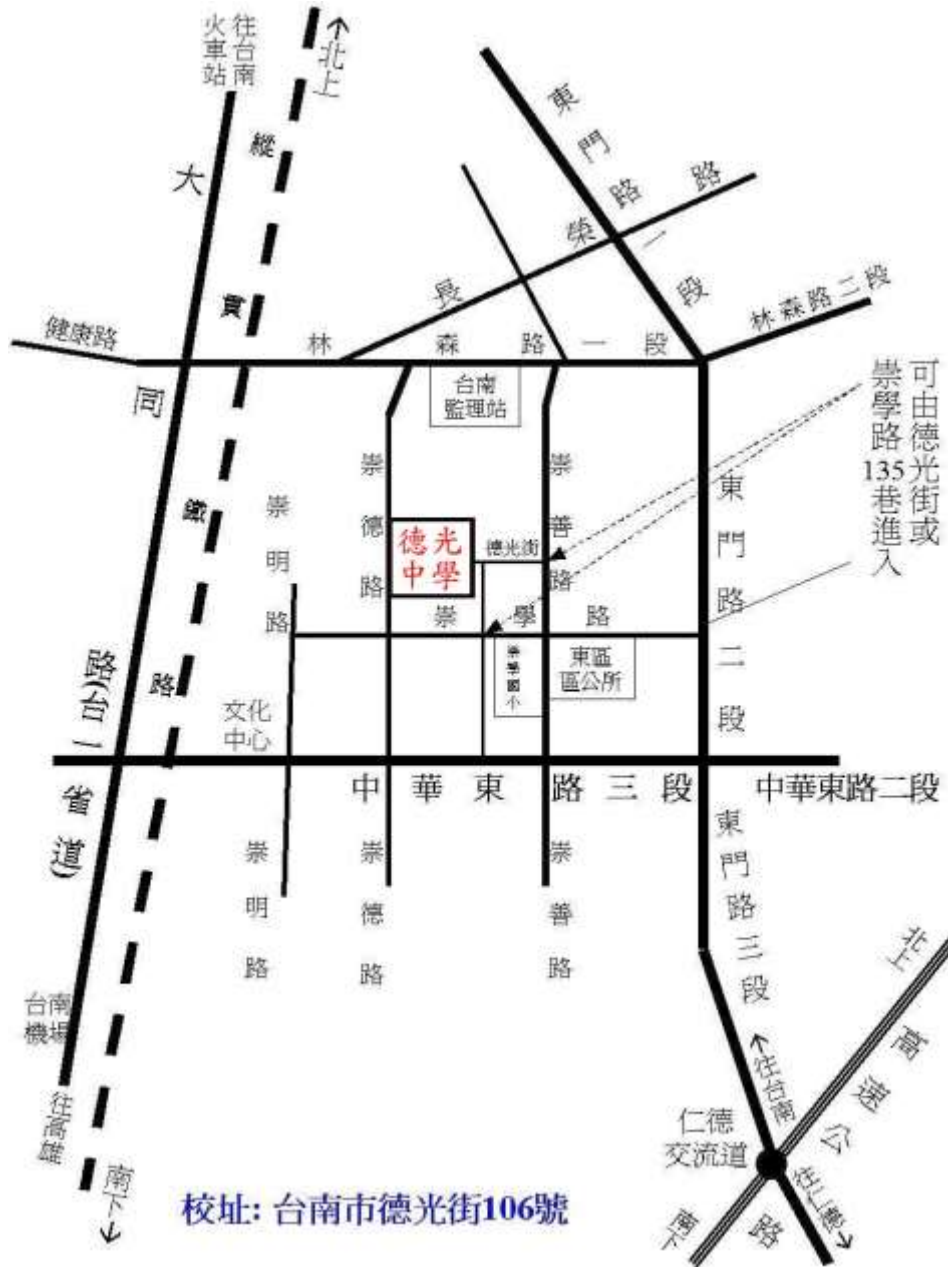 往台南
火車站
北上
大同路(台一省道)
縱貫鐵路
東門路一段
長榮路
健康路
林森路一段
林森路二段
台南
監理站
可由德光街或
崇學路
135巷進入
崇明路
崇德路
崇善路
東門路二段
德光
中學
德光街
崇學路
崇學國小
東區
區公所
文化
中心
中華東路三段
中華東路二段
崇明路
崇德路
崇善路
東門路三段
台南
機場
往高雄
南下
北上
高速公路
往台南
仁德
交流道
往仁德
南下
校址: 台南市德光街106號